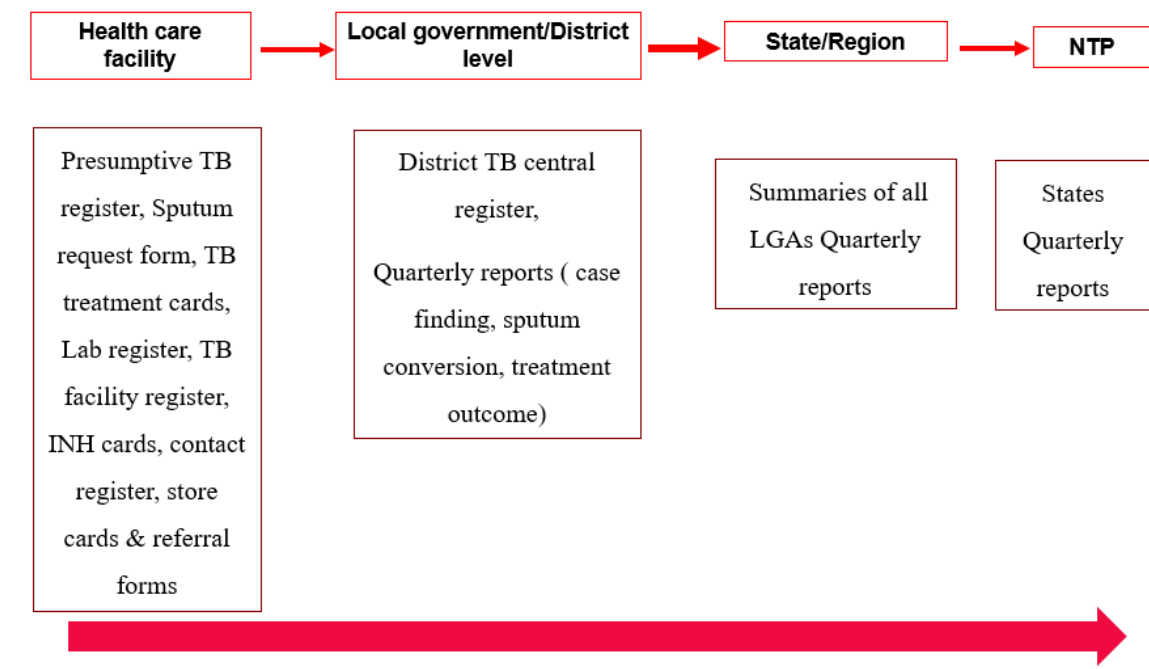 Health care
facility
Local government/District
level
State/Region
NTP
Presumptive TB
register, Sputum
request form, TB
treatment cards,
Lab register, TB
facility register,
INH cards, contact
register, store
cards & referral
forms
District TB central
register,
Quarterly reports ( case
finding, sputum
conversion, treatment
outcome)
Summaries of all
LGAs Quarterly
reports
States
Quarterly
reports